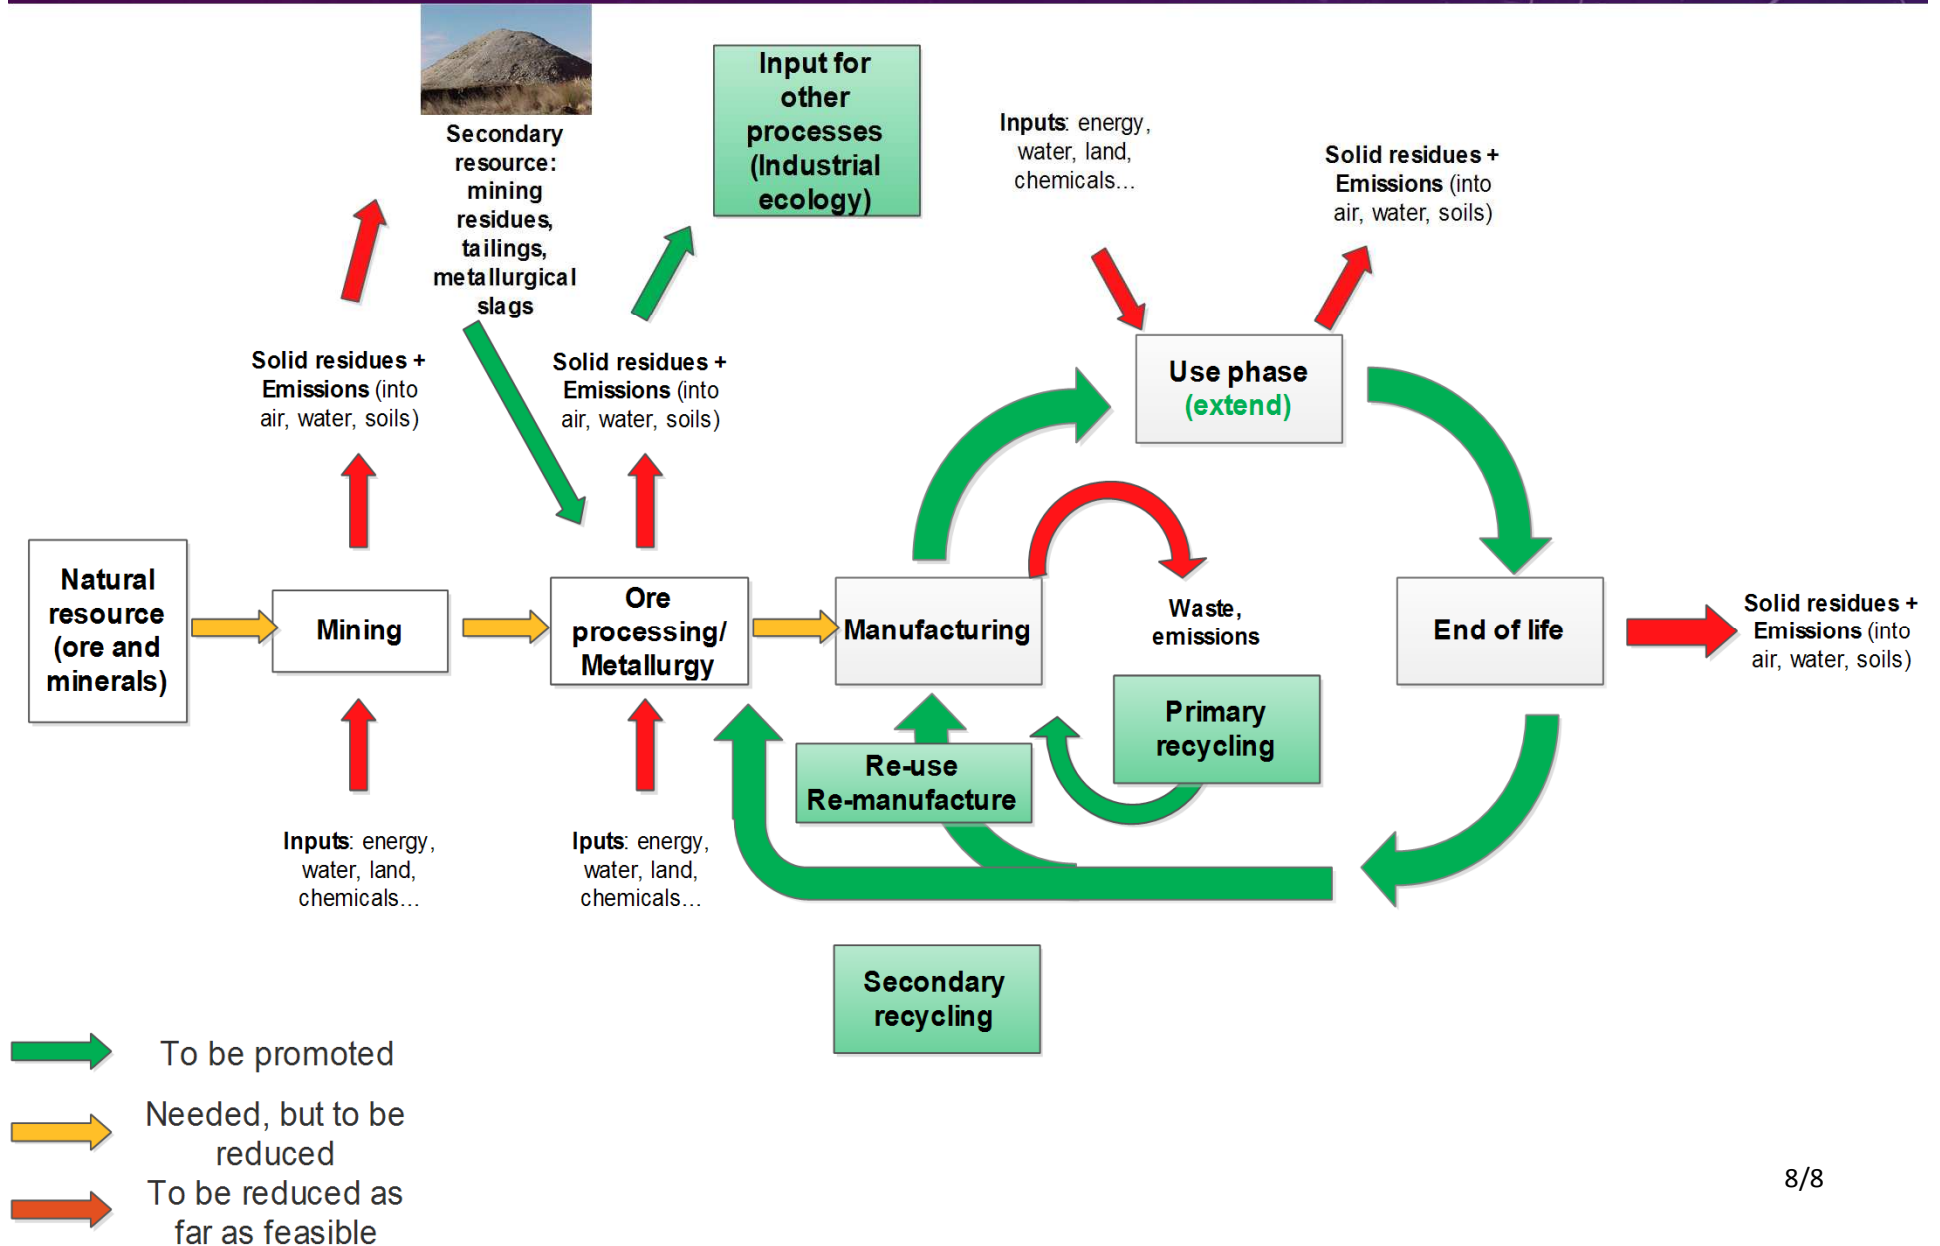 Secondary
resource:
mining
residues,
tailings,
metallurgical
slags
Input for
other
processes
(Industrial
ecology)
Inputs: energy,
water, land,
chemicals...
Solid residues +
Emissions (into
air, water, soils)
Solid residues +
Emissions (into
air, water, soils)
Solid residues +
Emissions (into
air, water, soils)
Use phase
(extend)
Natural
resource
(ore and
minerals)
Mining
Ore
processing/
Metallurgy
Manufacturing
Waste,
emissions
End of life
Solid residues +
Emissions (into
air, water, soils)
Primary
recycling
Re-use
Re-manufacture
Inputs: energy,
water, land,
chemicals...
Iputs: energy,
water, land,
chemicals...
Secondary
recycling
To be promoted
Needed, but to be
reduced
To be reduced as
far as feasible
8/8